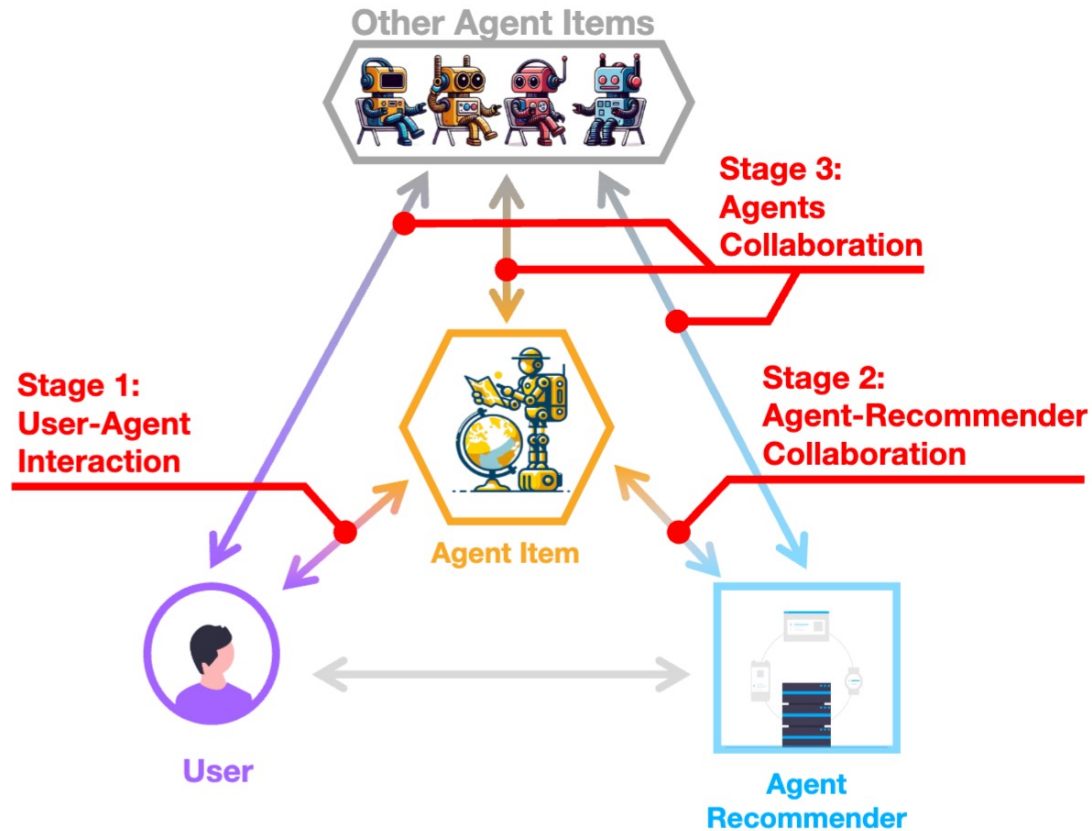 Other Agent Items
Stage 3:
Agents
Collaboration
Stage 1:
User-Agent
Interaction
Stage 2:
Agent-Recommender
Collaboration
Agent Item
User
Agent
Recommender